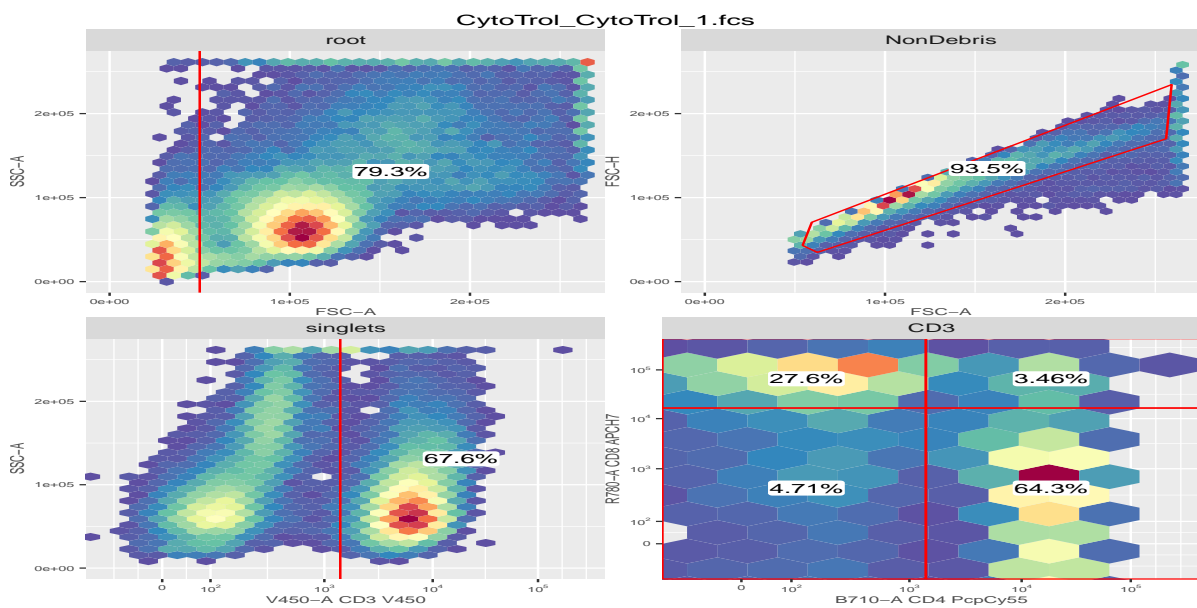 CytoTrol_CytoTrol_1.fcs
root
NonDebris
SSC−A
2e+05
1e+05
0e+00
79.3%
0e+00
1e+05
2e+05
FSC−A
FSC−H
2e+05
1e+05
0e+00
93.5%
0e+00
1e+05
2e+05
FSC−A
singlets
CD3
SSC−A
2e+05
1e+05
0e+00
67.6%
0
10²
10³
10⁴
V450−A CD3 V450
R780−A CD8 APCH7
10⁵
10⁴
10³
10²
0
27.6%
3.46%
4.71%
64.3%
0
10²
10³
10⁴
10⁵
B710−A CD4 PcpCy55